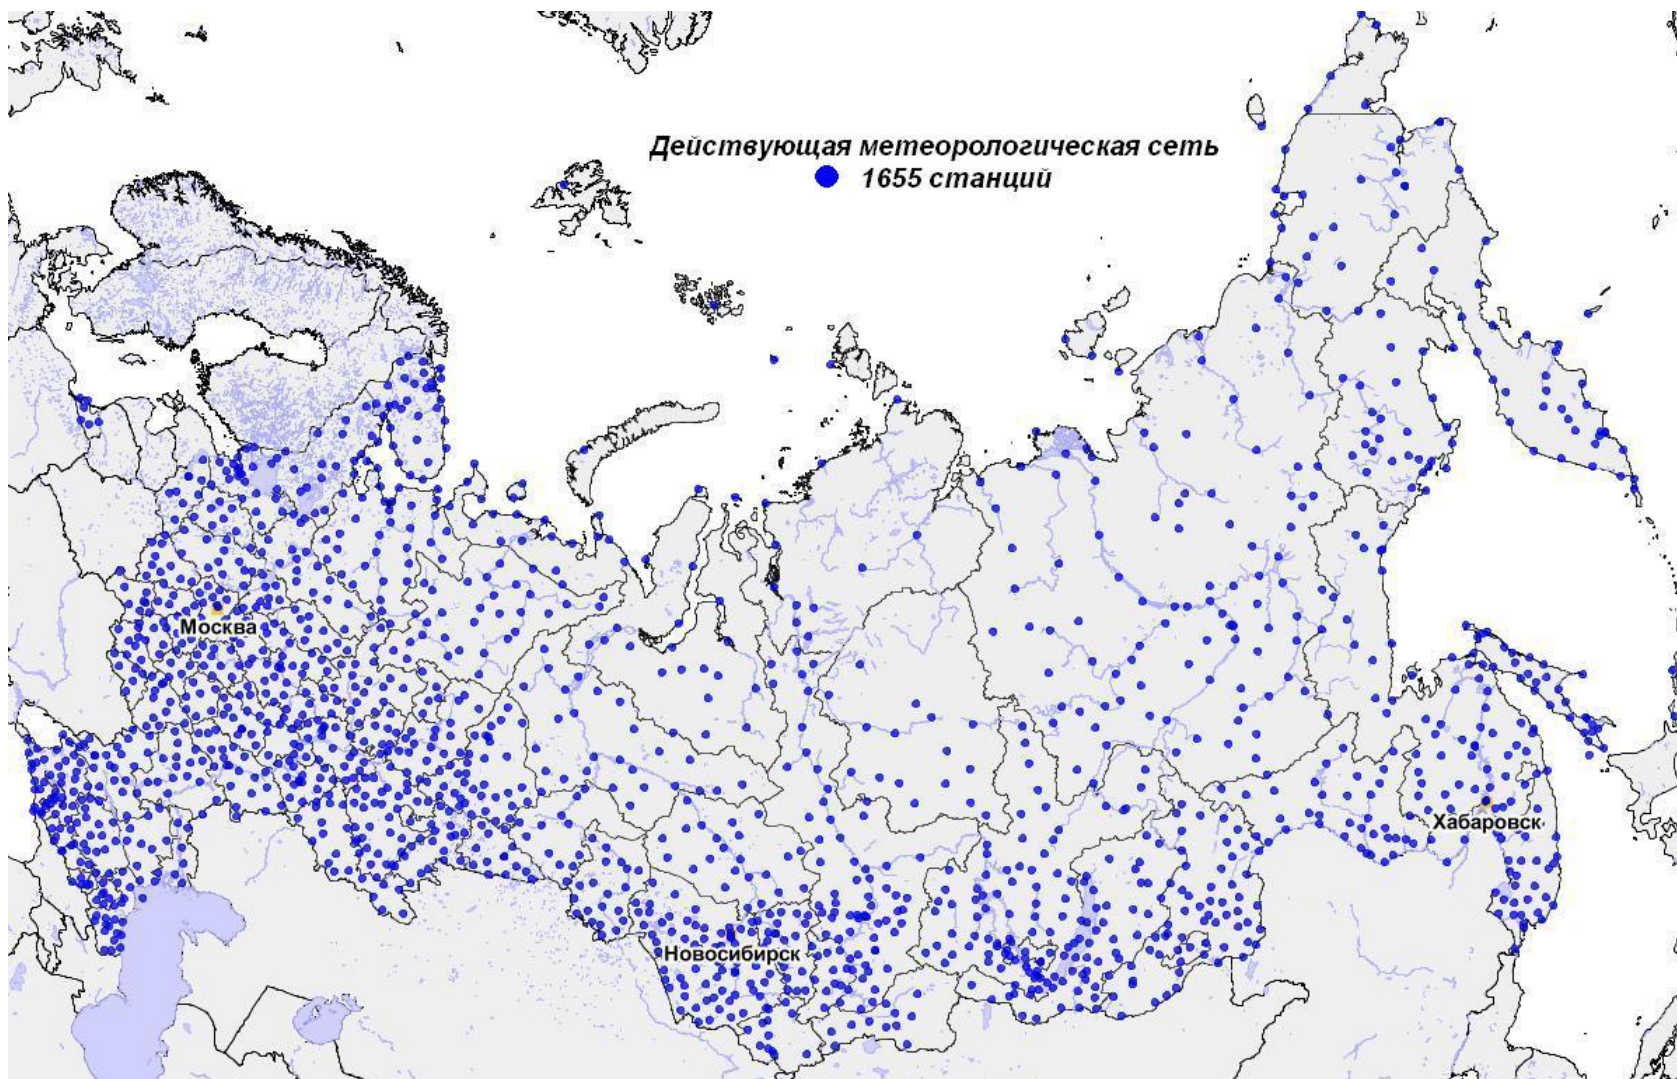 Действующая метеорологическая сеть
1655 станций
Москва
Хабаровск
Новосибирск